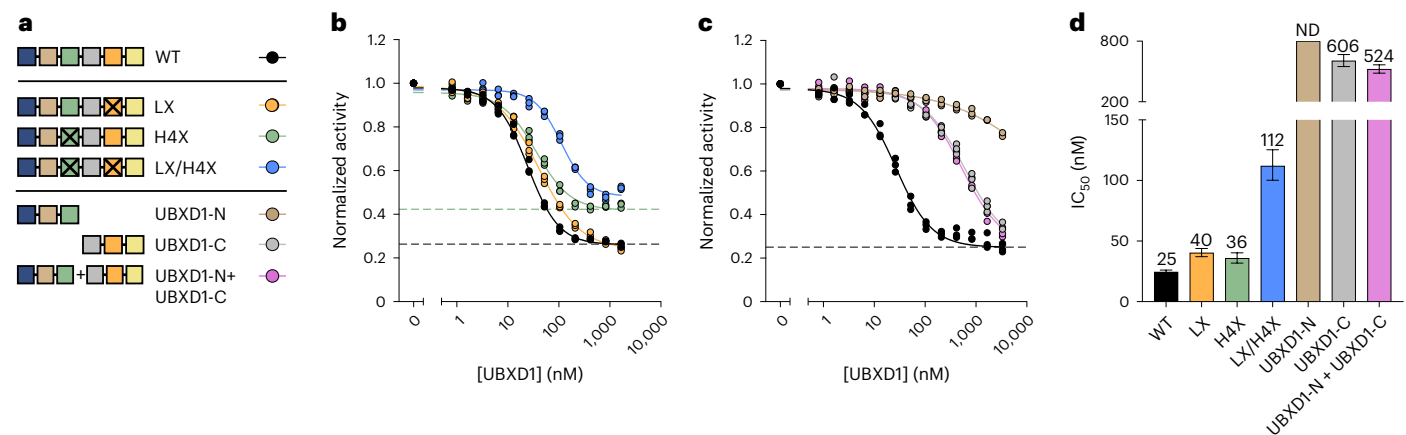 a
WT
LX
H4X
LX/H4X
UBXD1-N
UBXD1-C
+
UBXD1-N+
UBXD1-C
b
Normalized activity
1.2
1.0
0.8
0.6
0.4
0.2
0
0
1
10
100
1,000
10,000
[UBXD1] (nM)
c
Normalized activity
1.2
1.0
0.8
0.6
0.4
0.2
0
0
1
10
100
1,000
10,000
[UBXD1] (nM)
d
IC50 (nM)
800
200
150
100
50
0
25
40
36
112
ND
606
524
WT
LX
H4X
LX/H4X
UBXD1-N
UBXD1-C
UBXD1-N + UBXD1-C